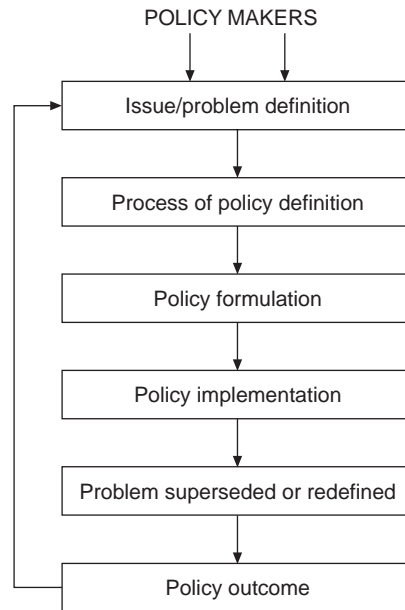 POLICY MAKERS
Issue/problem definition
Process of policy definition
Policy formulation
Policy implementation
Problem superseded or redefined
Policy outcome